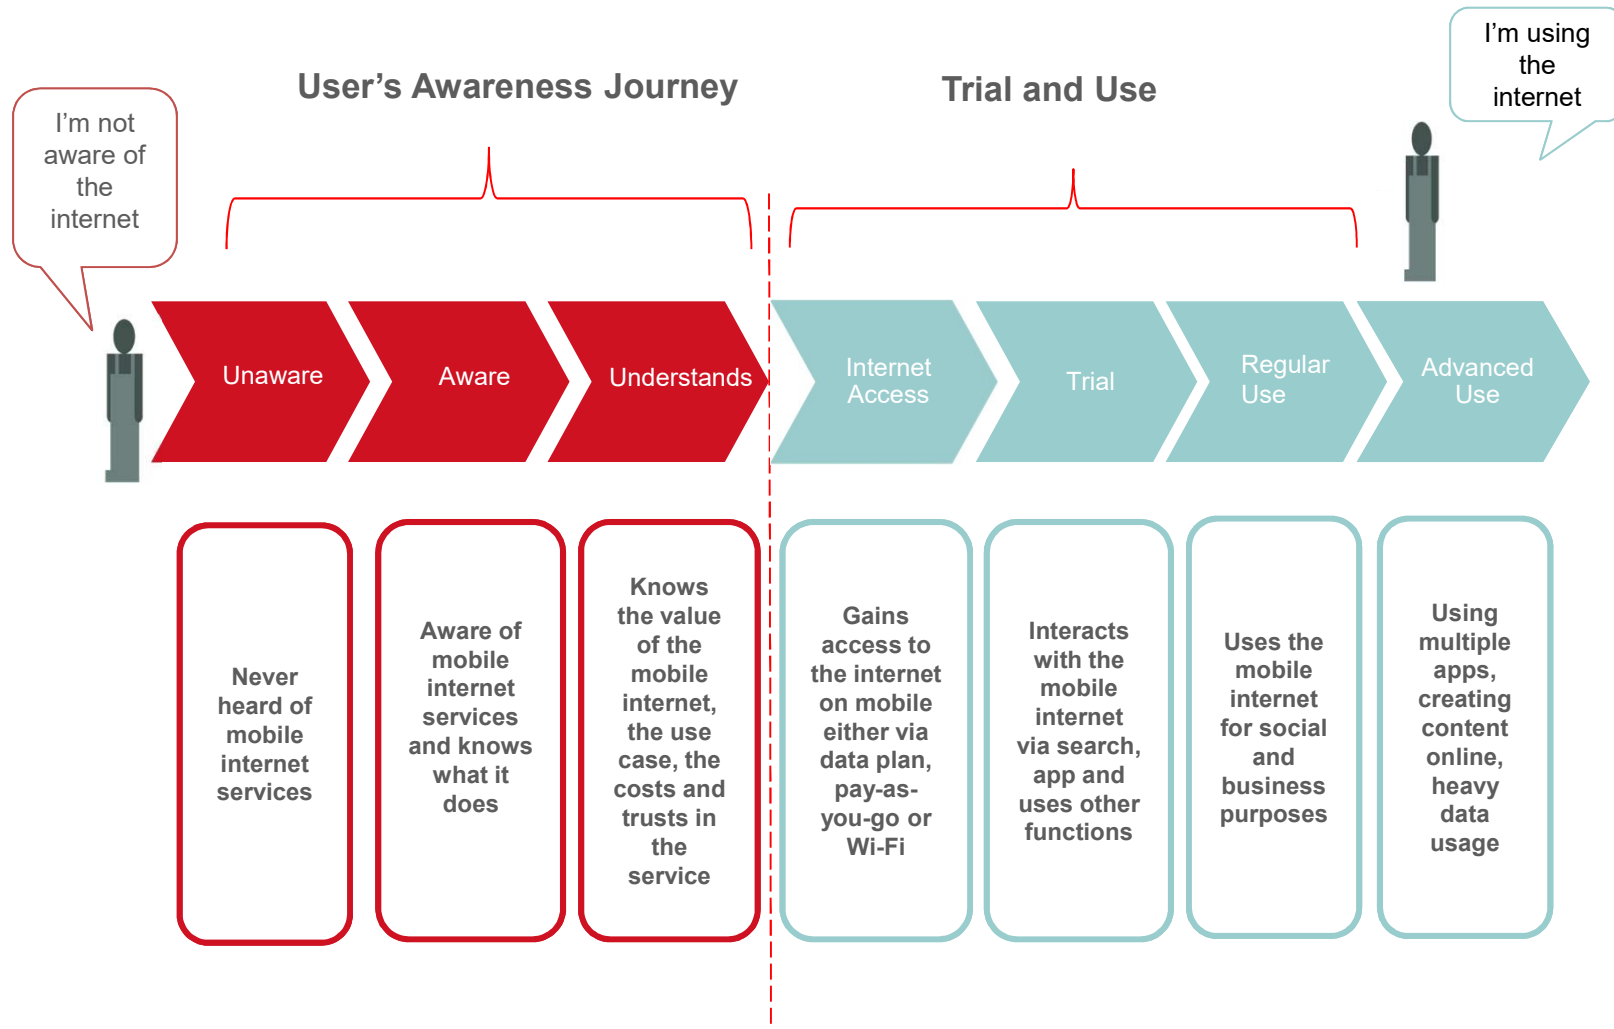 I'm using
the
internet
User's Awareness Journey
Trial and Use
I'm not
aware of
the
internet
Unaware
Aware
Understands
Internet
Access
Trial
Regular
Use
Advanced
Use
Never
heard of
mobile
internet
services
Aware of
mobile
internet
services
and knows
what it
does
Knows
the value
of the
mobile
internet,
the use
case, the
costs and
trusts in
the
service
Gains
access to
the internet
on mobile
either via
data plan,
pay-as-
you-go or
Wi-Fi
Interacts
with the
mobile
internet
via search,
app and
uses other
functions
Uses the
mobile
internet
for social
and
business
purposes
Using
multiple
apps,
creating
content
online,
heavy
data
usage